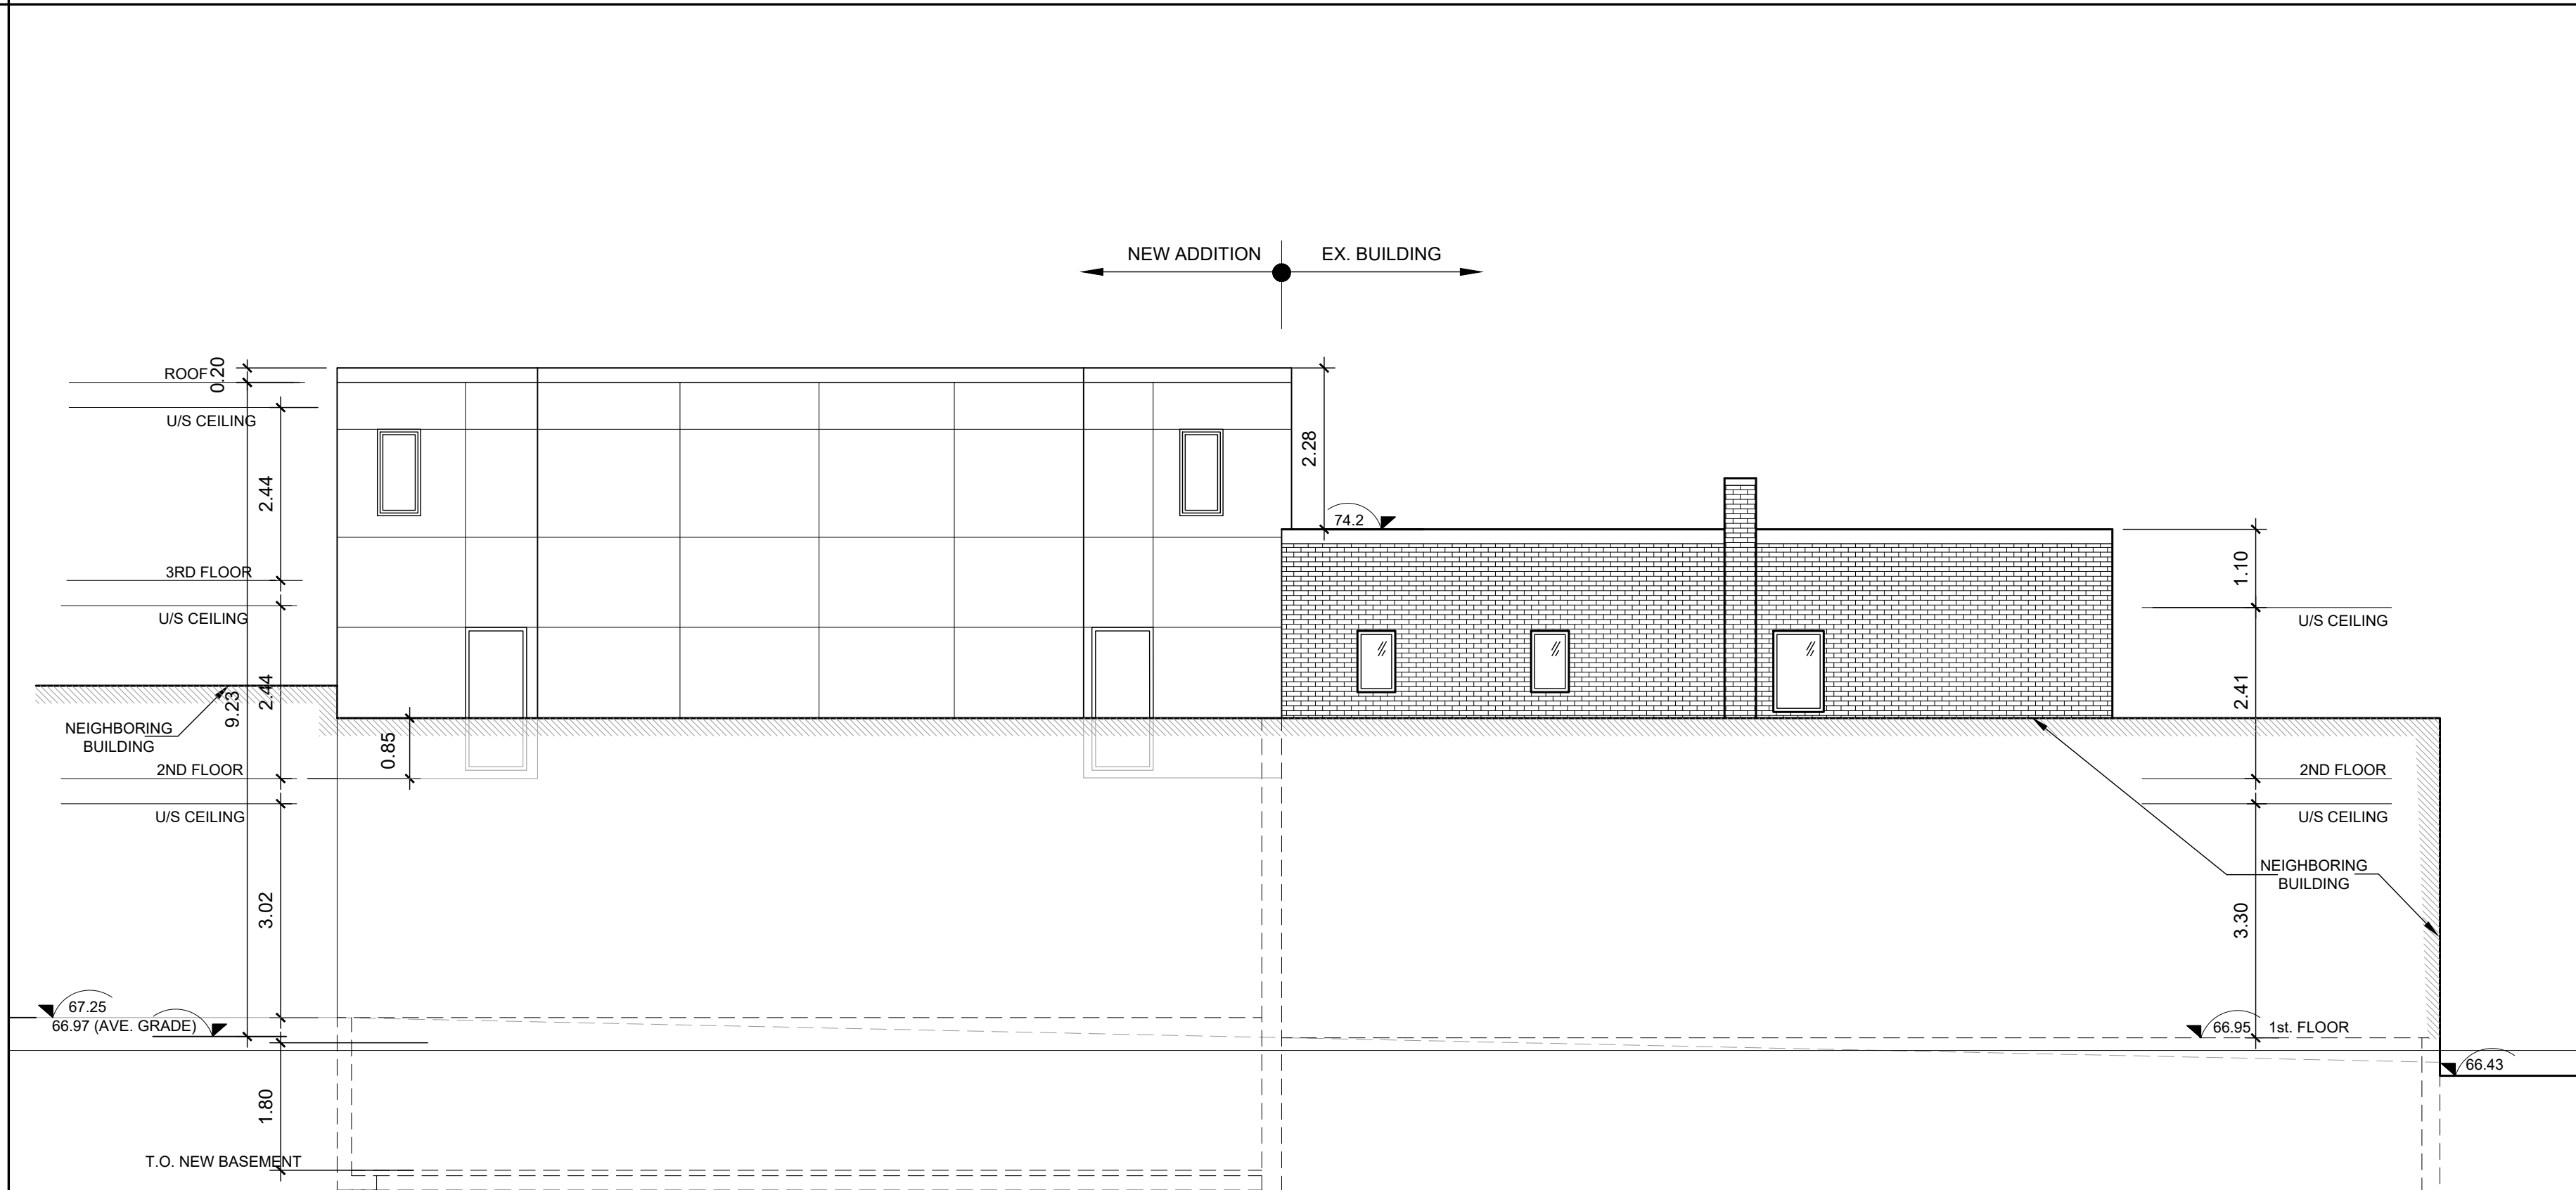 NEW ADDITION
EX. BUILDING
ROOF
0.20
U/S CEILING
2.44
2.28
74.2
3RD FLOOR
U/S CEILING
1.10
U/S CEILING
2.44
9.23
2.41
NEIGHBORING
BUILDING
0.85
2ND FLOOR
2ND FLOOR
U/S CEILING
U/S CEILING
NEIGHBORING
BUILDING
3.02
3.30
67.25
66.97 (AVE. GRADE)
66.95
1st. FLOOR
66.43
1.80
T.O. NEW BASEMENT